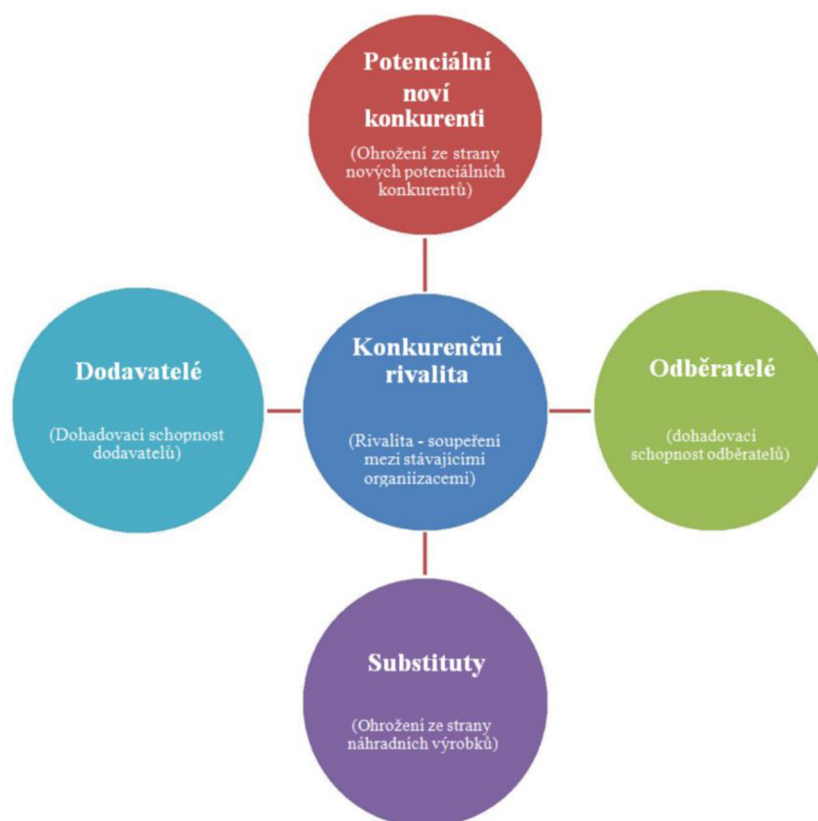 Potenciální
noví
konkurenti
(Ohrožení ze strany
nových potenciálních
konkurentů)
Dodavatelé
(Dohadovací schopnost
dodavatelů)
Konkurenční
rivalita
(Rivalita - soupeření
mezi stávajícími
organiizacemi)
Odběratelé
(dohadovací
schopnost odběratelů)
Substituty
(Ohrožení ze strany
náhradních výrobků)